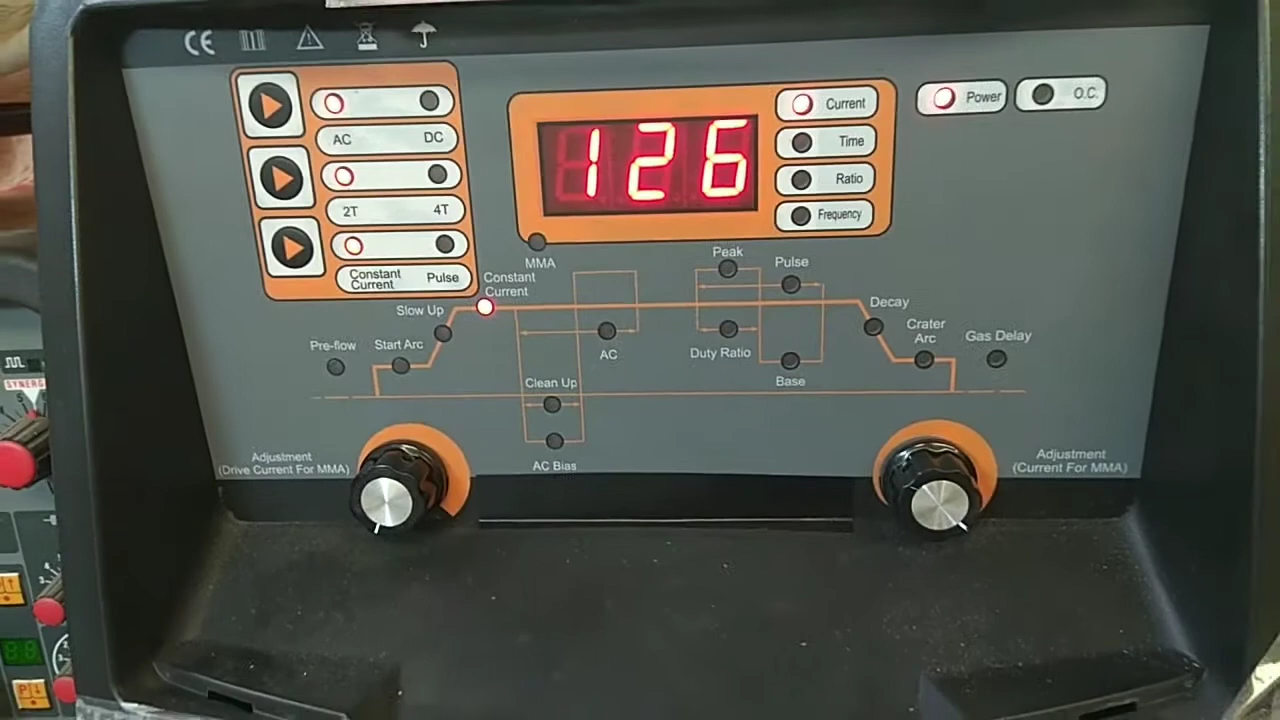 CE
AC DC
2T 4T
Constant
Current
Pulse
126
Current
Time
Ratio
Frequency
Power
O.C.
MMA
Constant
Current
Slow Up
Pre-flow
Start Arc
Peak
Pulse
AC
Duty Ratio
Base
Clean Up
AC Bias
Decay
Crater
Arc
Gas Delay
Adjustment
(Drive Current For MMA)
Adjustment
(Current For MMA)
SYNERG